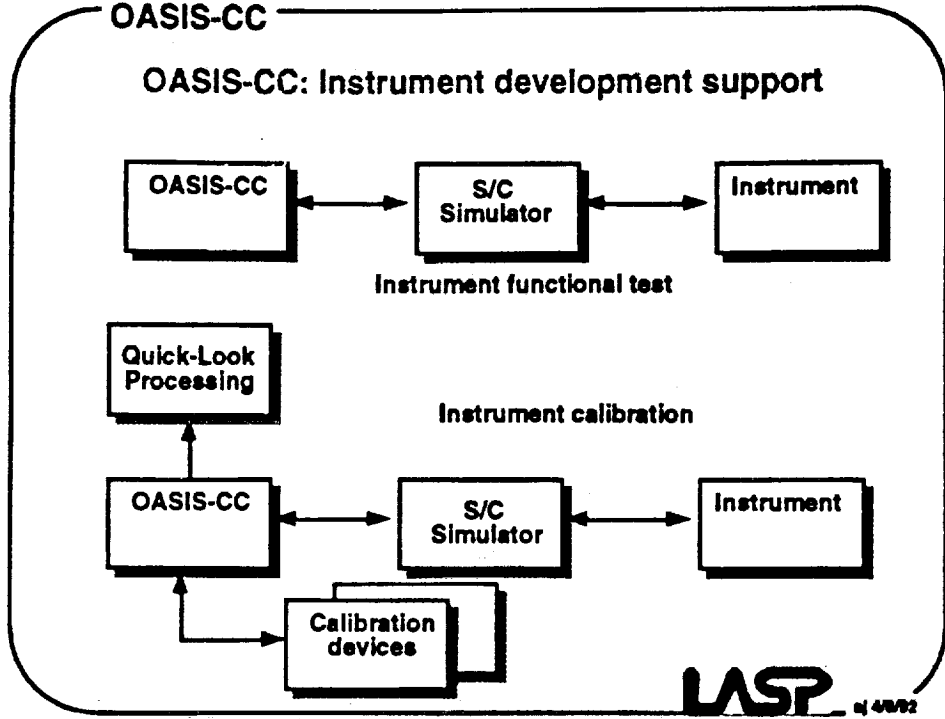 OASIS-CC
OASIS-CC: Instrument development support
OASIS-CC
S/C
Simulator
Instrument
Instrument functional test
Quick-Look
Processing
Instrument calibration
OASIS-CC
S/C
Simulator
Instrument
Calibration
devices
LASP